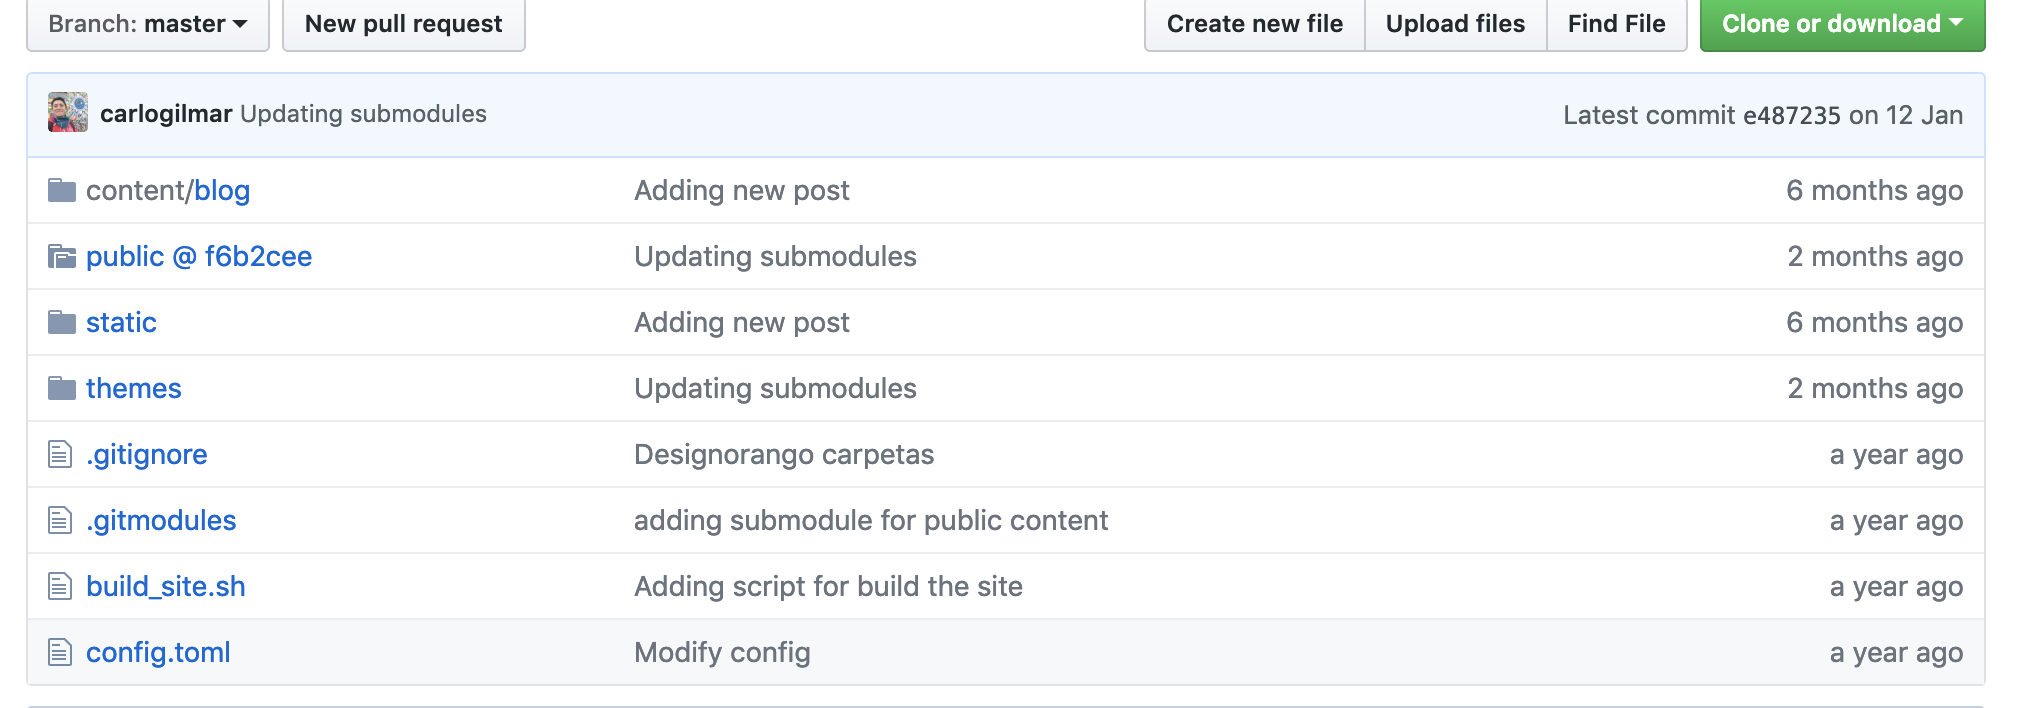 Branch: master New pull request Create new file Upload files Find File Clone or download
carlogilmar Updating submodules Latest commit e487235 on 12 Jan
content/blog Adding new post 6 months ago
public @ f6b2cee Updating submodules 2 months ago
static Adding new post 6 months ago
themes Updating submodules 2 months ago
.gitignore Designorango carpetas a year ago
.gitmodules adding submodule for public content a year ago
build_site.sh Adding script for build the site a year ago
config.toml Modify config a year ago